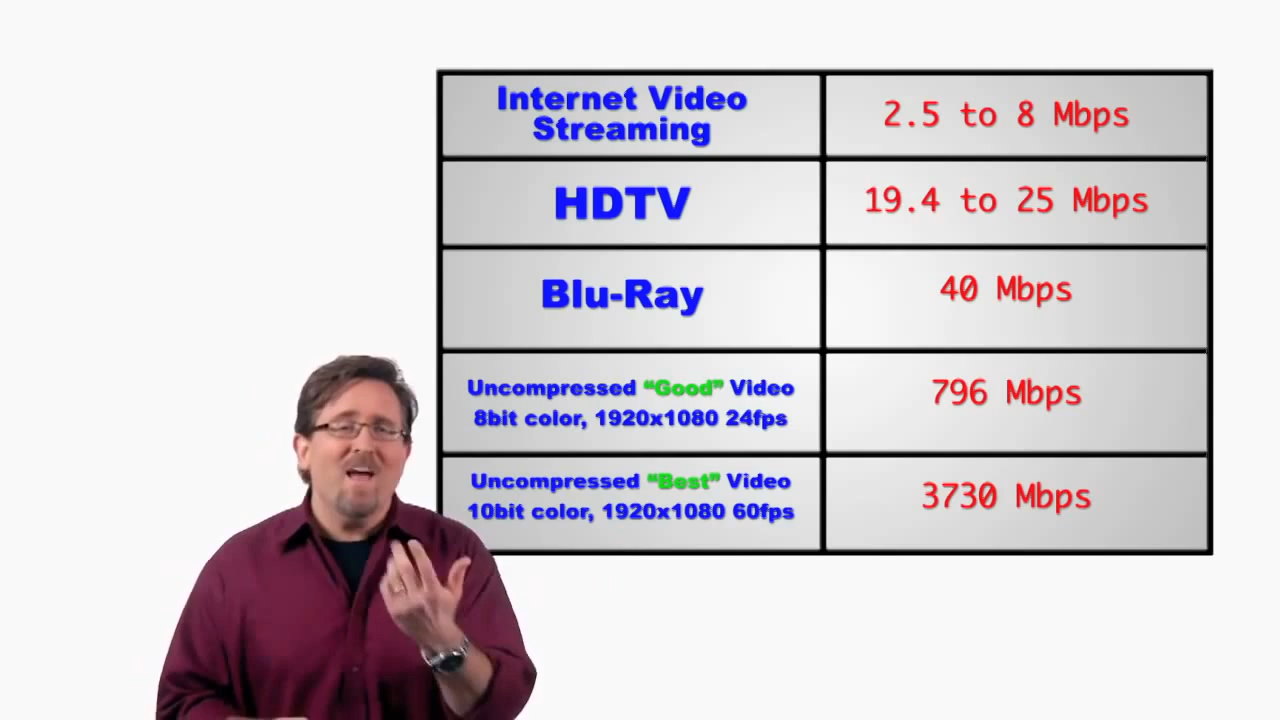 Internet Video
Streaming
2.5 to 8 Mbps
HDTV
19.4 to 25 Mbps
Blu-Ray
40 Mbps
Uncompressed “Good” Video
8bit color, 1920x1080 24fps
796 Mbps
Uncompressed “Best” Video
10bit color, 1920x1080 60fps
3730 Mbps